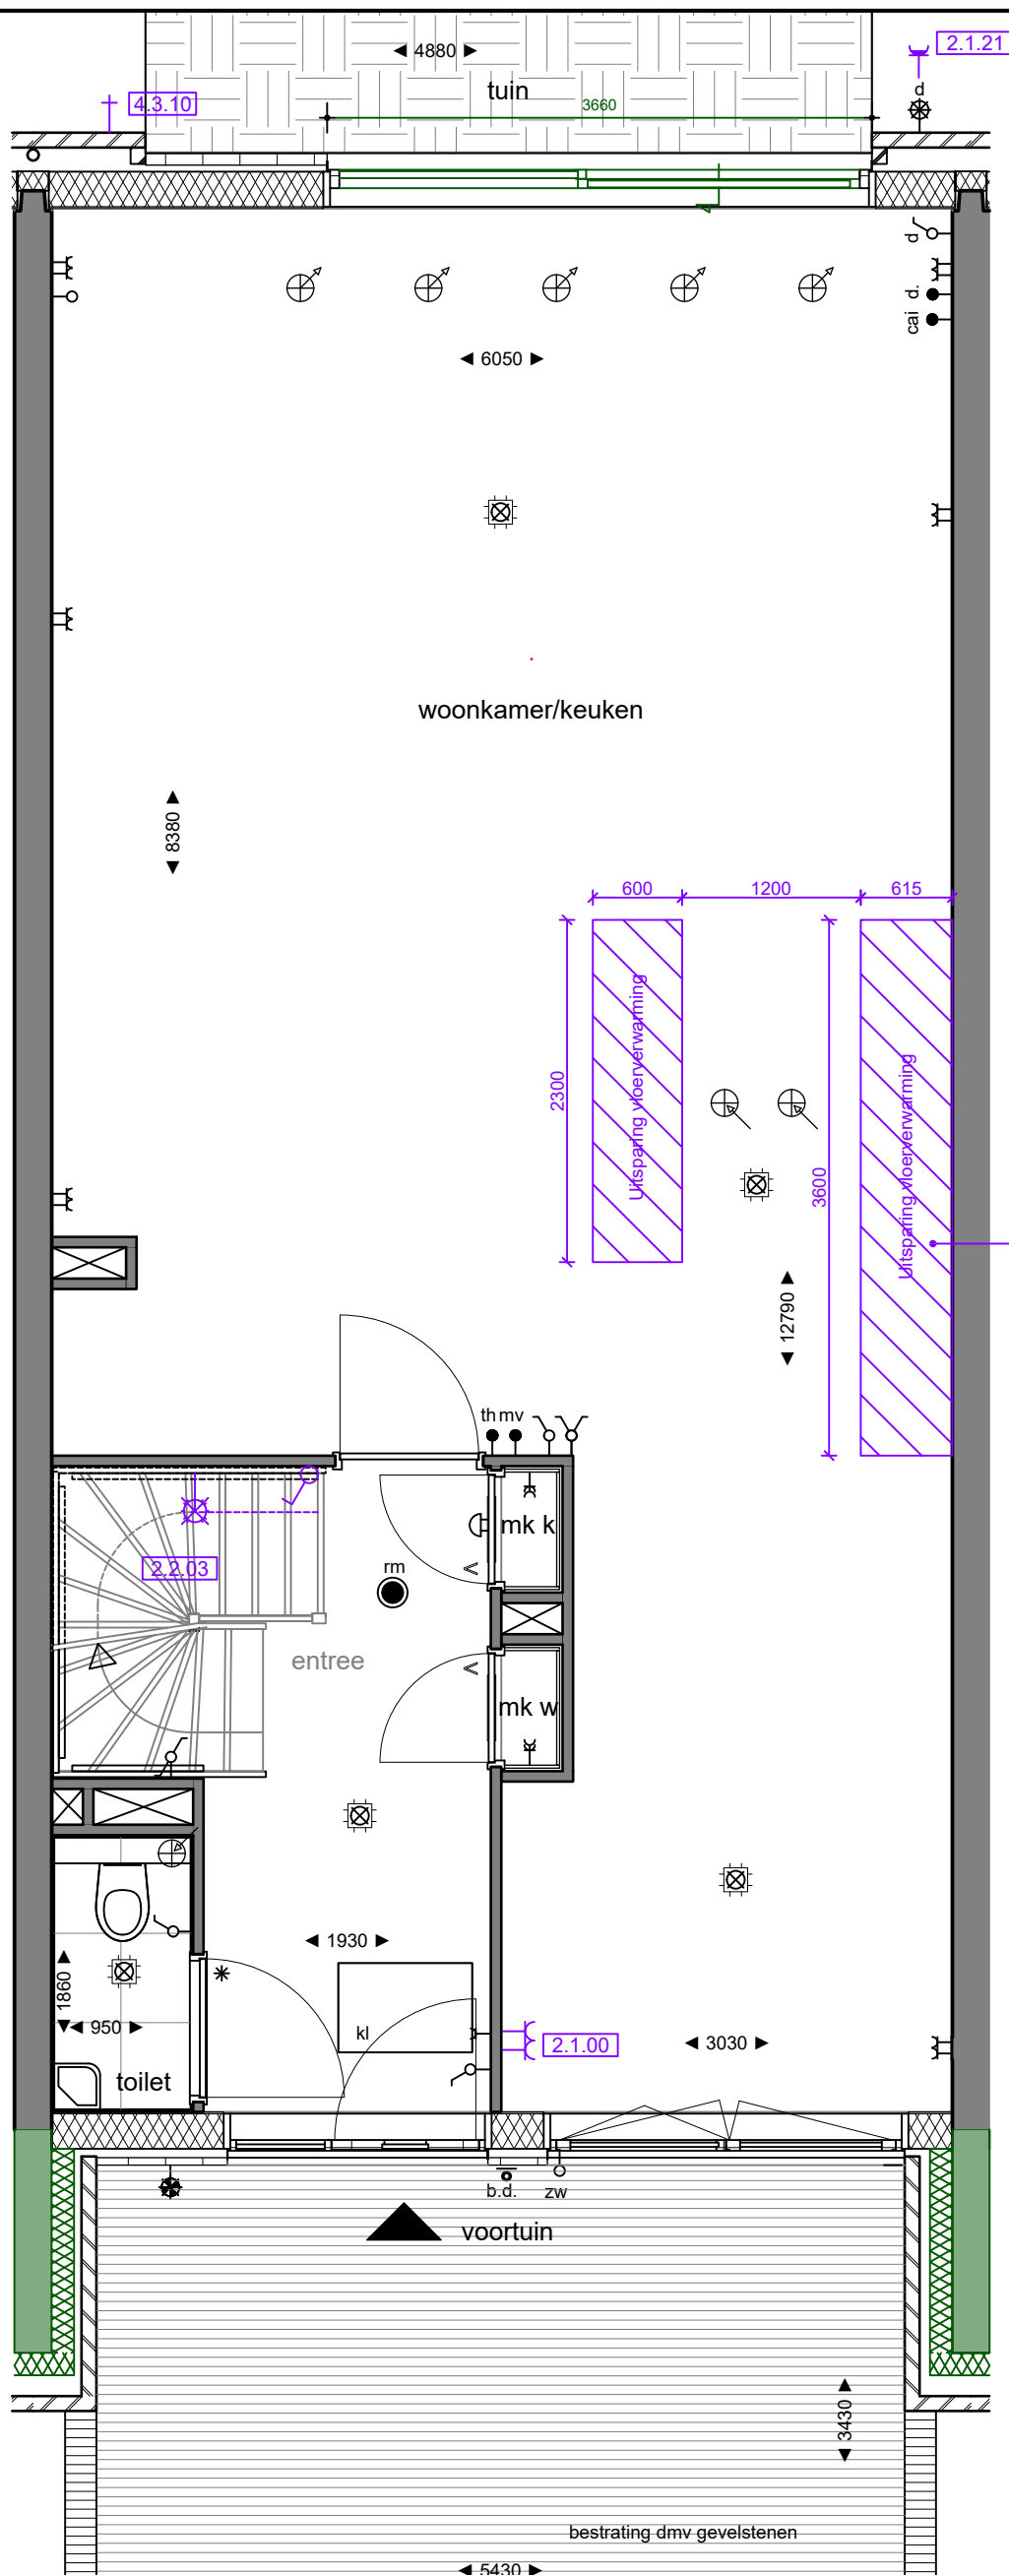 2.1.21
4880
tuin
d
4.3.10
3660
d
d.
cai
6050
woonkamer/keuken
8380
600
1200
615
Uitsparing vloerverwarming
2300
Uitsparing vloerverwarming
3600
12790
th mv
mk k
2.2.03
rm
entree
mk w
1930
1860
950
kl
2.1.00
3030
toilet
b.d.
zw
voortuin
3430
bestrating dmv gevelstenen
5430